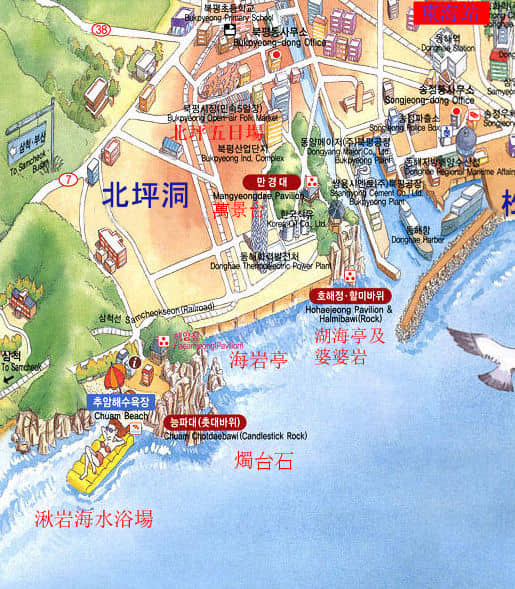 38
북평초등학교
Bukpyeong Primary School
북평동사무소
Bukpyeong-dong Office
東海站
동해역
Donghae Station
송정동사무소
Songjeong-dong Office
송정파출소
Songjeong Police Box
북평시장(민속5일장)
Bukpyeong Open-air Folk Market
北坪五日場
북평산업단지
Bukpyeong Ind. Complex
동양메이저(주)북평공장
Dongyang Major Co., Ltd.
Bukpyeong Plant
동해지방해양수산청
Donghae Regional Maritime Affairs
삼척·부산
To Samcheok
Busan
7
北坪洞
만경대
Mangyeongdae Pavilion
萬景台
쌍용시멘트(주)북평공장
Ssangyong Cement Co., Ltd.
Bukpyeong Plant
한국석유
Korea Oil Co., Ltd.
동해항
Donghae Harbor
동해화력발전처
Donghae Thermoelectric Power Plant
호해정·할미바위
Hohaejeong Pavilion &
Halmibawi(Rock)
湖海亭及
婆婆岩
삼척선 Samcheokseon(Railroad)
삼척
To Samcheok
해암정
Haeamjeong(Pavilion)
海岩亭
추암해수욕장
Chuam Beach
능파대(촛대바위)
Chuam Chotdaebawi(Candlestick Rock)
燭台石
湫岩海水浴場